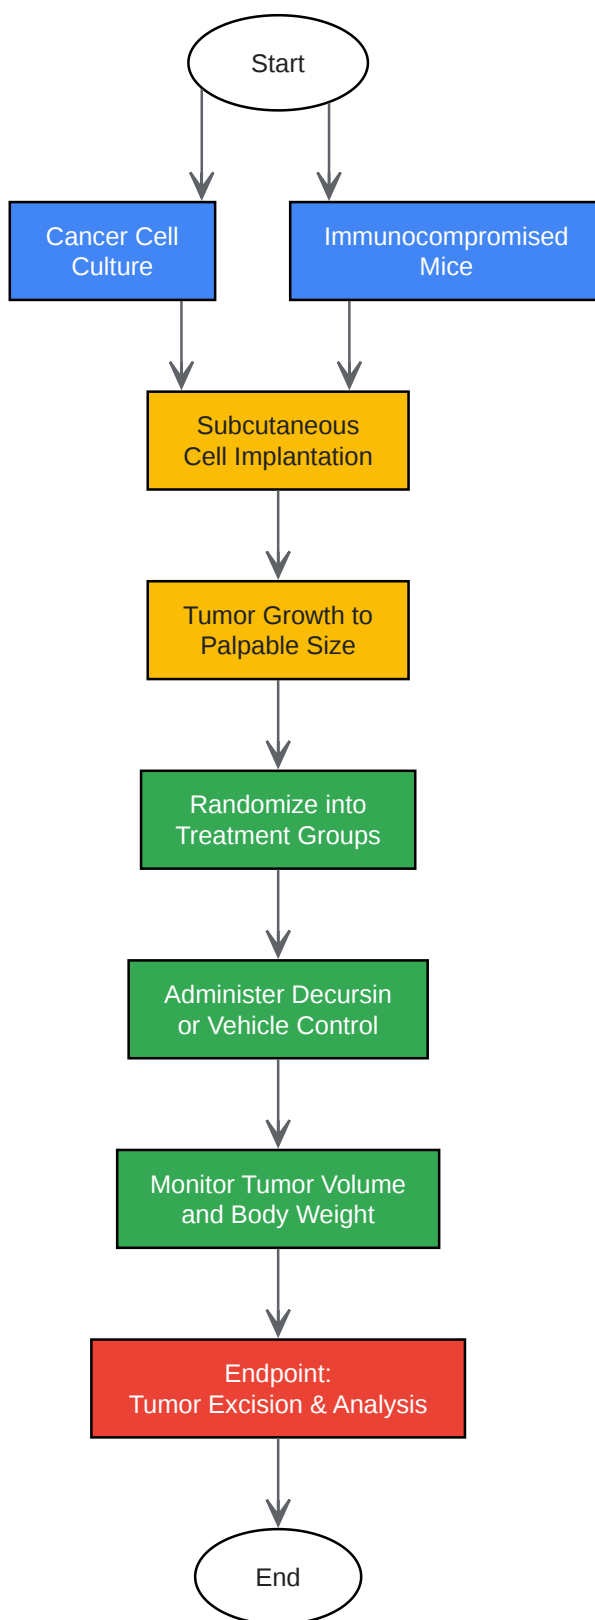 Start
Cancer Cell
Culture
Immunocompromised
Mice
Subcutaneous
Cell Implantation
Tumor Growth to
Palpable Size
Randomize into
Treatment Groups
Administer Decursin
or Vehicle Control
Monitor Tumor Volume
and Body Weight
Endpoint:
Tumor Excision & Analysis
End